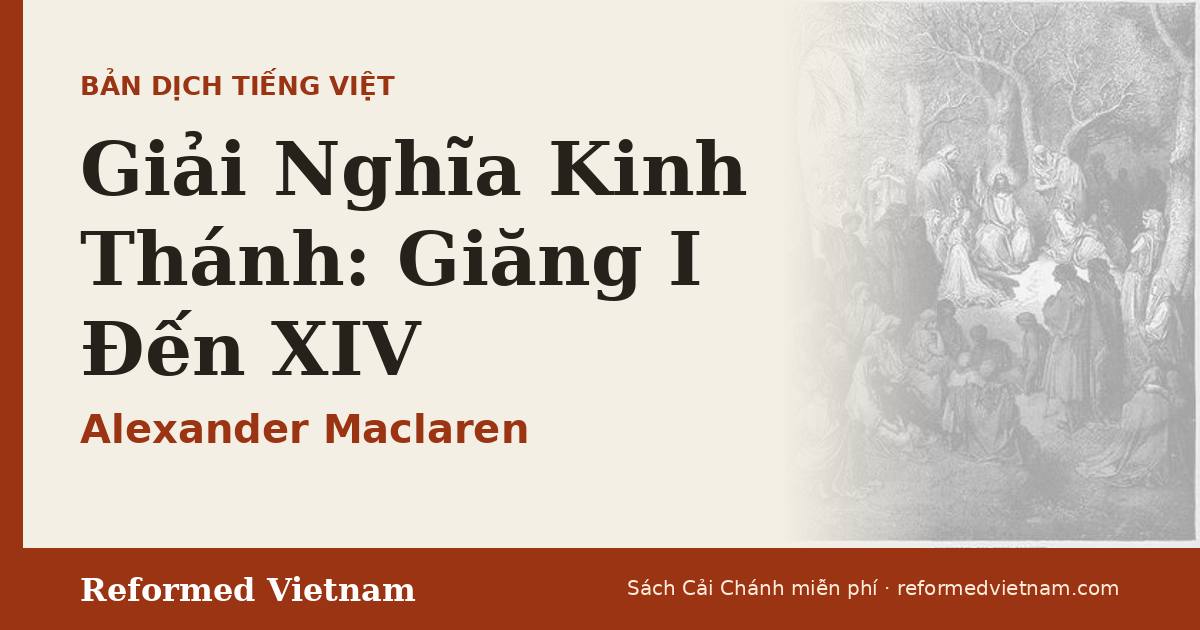 BẢN DỊCH TIẾNG VIỆT
Giải Nghĩa Kinh
Thánh: Giăng I
Đến XIV
Alexander Maclaren
Reformed Vietnam
Sách Cải Chánh miễn phí · reformedvietnam.com